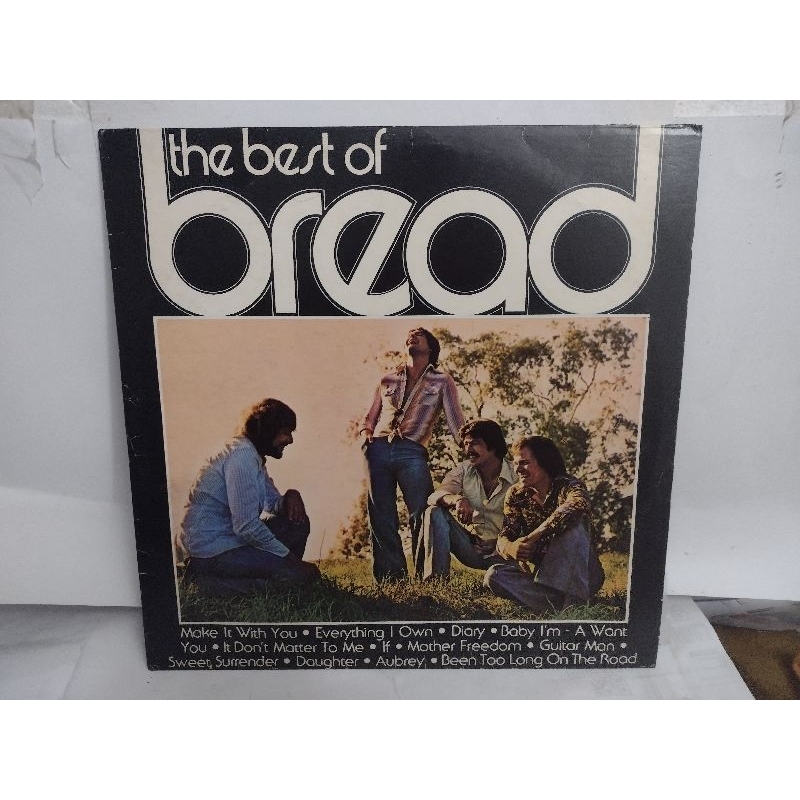 the best of
bread
Make It With You • Everything I Own • Diary • Baby I'm - A Want
You • It Don't Matter To Me • If • Mother Freedom • Guitar Man •
Sweet Surrender • Daughter • Aubrey • Been Too Long On The Road